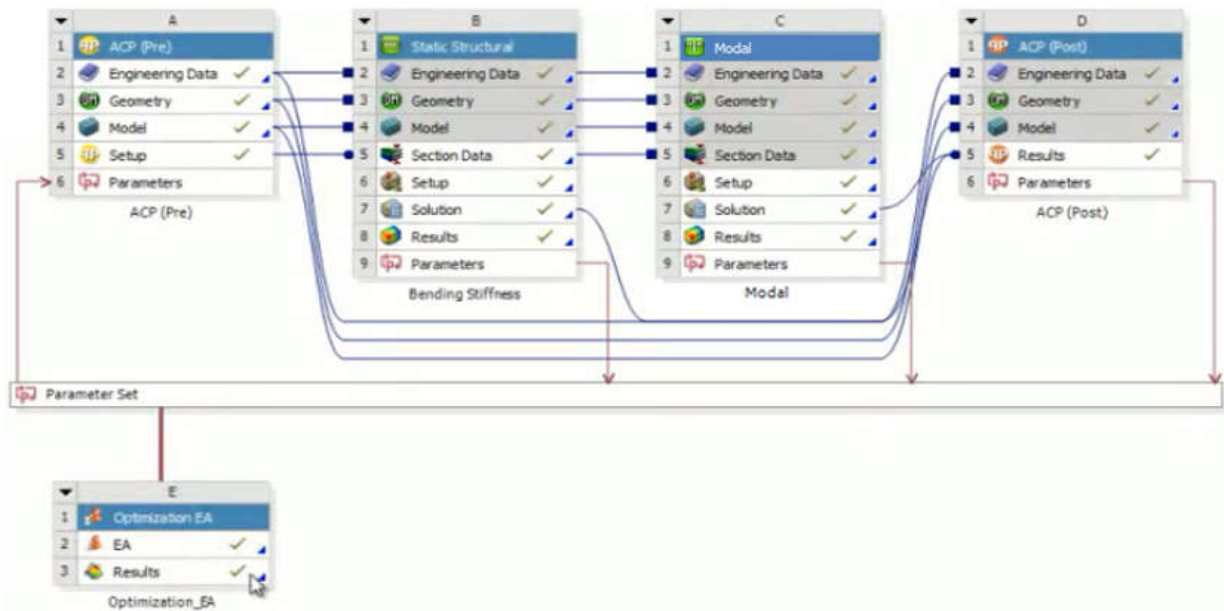 A
1 ACP (Pre)
2 Engineering Data
3 Geometry
4 Model
5 Setup
6 Parameters
ACP (Pre)
B
1 Static Structural
2 Engineering Data
3 Geometry
4 Model
5 Section Data
6 Setup
7 Solution
8 Results
9 Parameters
Bending Stiffness
C
1 Modal
2 Engineering Data
3 Geometry
4 Model
5 Section Data
6 Setup
7 Solution
8 Results
9 Parameters
Modal
D
1 ACP (Post)
2 Engineering Data
3 Geometry
4 Model
5 Results
6 Parameters
ACP (Post)
Parameter Set
E
1 Optimization EA
2 EA
3 Results
Optimization_EA